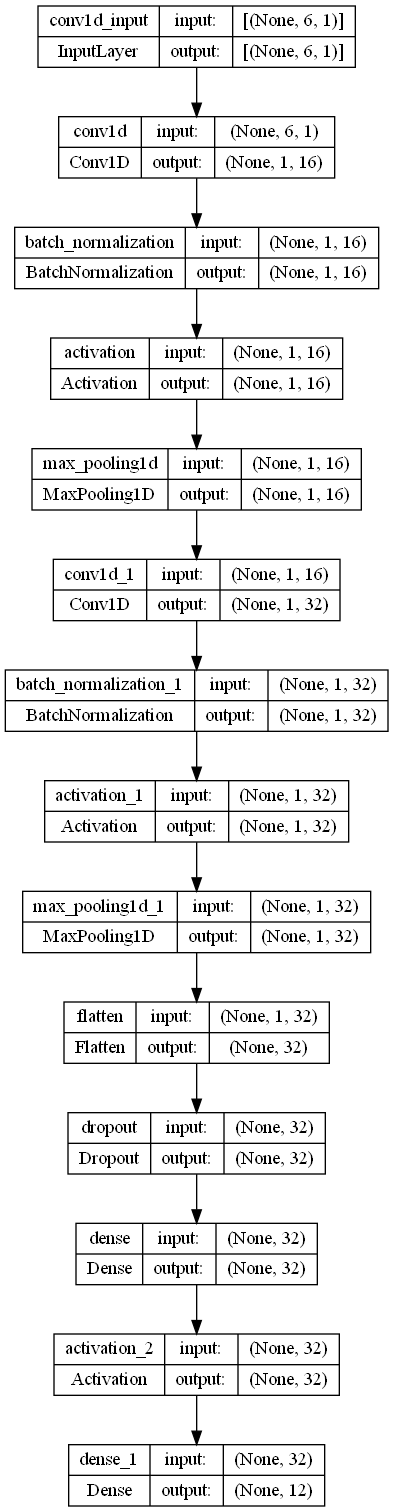 conv1d_input input: [(None, 6, 1)]
InputLayer output: [(None, 6, 1)]
conv1d input: (None, 6, 1)
Conv1D output: (None, 1, 16)
batch_normalization input: (None, 1, 16)
BatchNormalization output: (None, 1, 16)
activation input: (None, 1, 16)
Activation output: (None, 1, 16)
max_pooling1d input: (None, 1, 16)
MaxPooling1D output: (None, 1, 16)
conv1d_1 input: (None, 1, 16)
Conv1D output: (None, 1, 32)
batch_normalization_1 input: (None, 1, 32)
BatchNormalization output: (None, 1, 32)
activation_1 input: (None, 1, 32)
Activation output: (None, 1, 32)
max_pooling1d_1 input: (None, 1, 32)
MaxPooling1D output: (None, 1, 32)
flatten input: (None, 1, 32)
Flatten output: (None, 32)
dropout input: (None, 32)
Dropout output: (None, 32)
dense input: (None, 32)
Dense output: (None, 32)
activation_2 input: (None, 32)
Activation output: (None, 32)
dense_1 input: (None, 32)
Dense output: (None, 12)